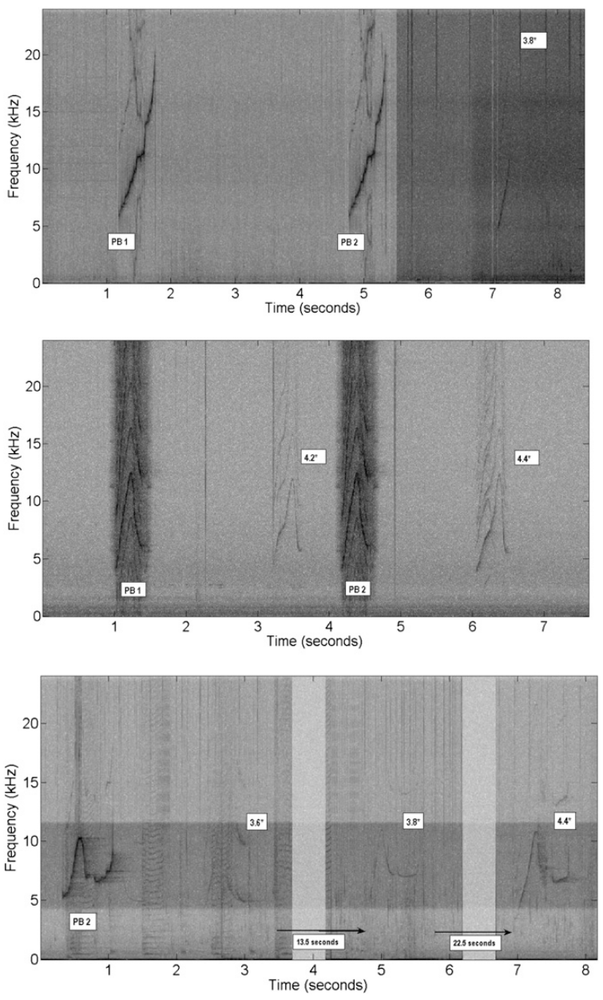 20
3.8*
15
Frequency (kHz)
10
5
PB 1
PB 2
0
1 2 3 4 5 6 7 8
Time (seconds)
20
15
Frequency (kHz)
4.2*
4.4*
10
5
PB 1
PB 2
0
1 2 3 4 5 6 7
Time (seconds)
20
15
Frequency (kHz)
3.6*
3.8*
4.4*
10
5
PB 2
13.5 seconds
22.5 seconds
0
1 2 3 4 5 6 7 8
Time (seconds)